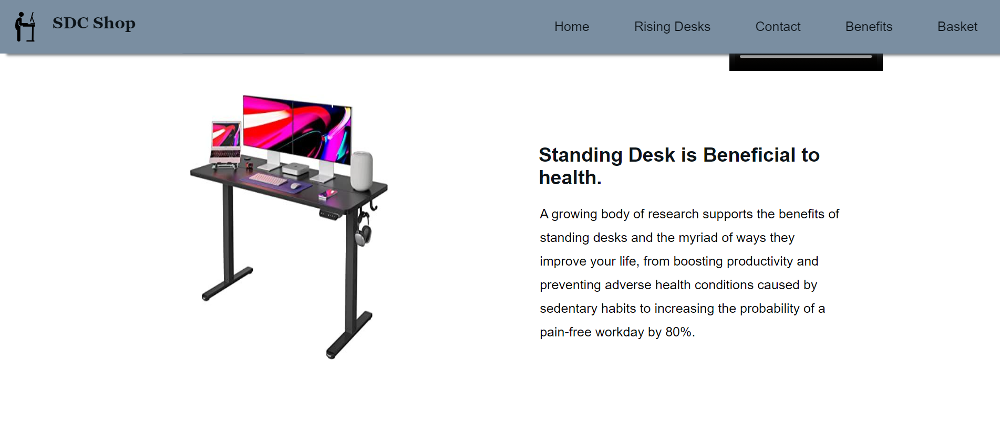 SDC Shop
Home
Rising Desks
Contact
Benefits
Basket
Standing Desk is Beneficial to
health.
A growing body of research supports the benefits of
standing desks and the myriad of ways they
improve your life, from boosting productivity and
preventing adverse health conditions caused by
sedentary habits to increasing the probability of a
pain-free workday by 80%.